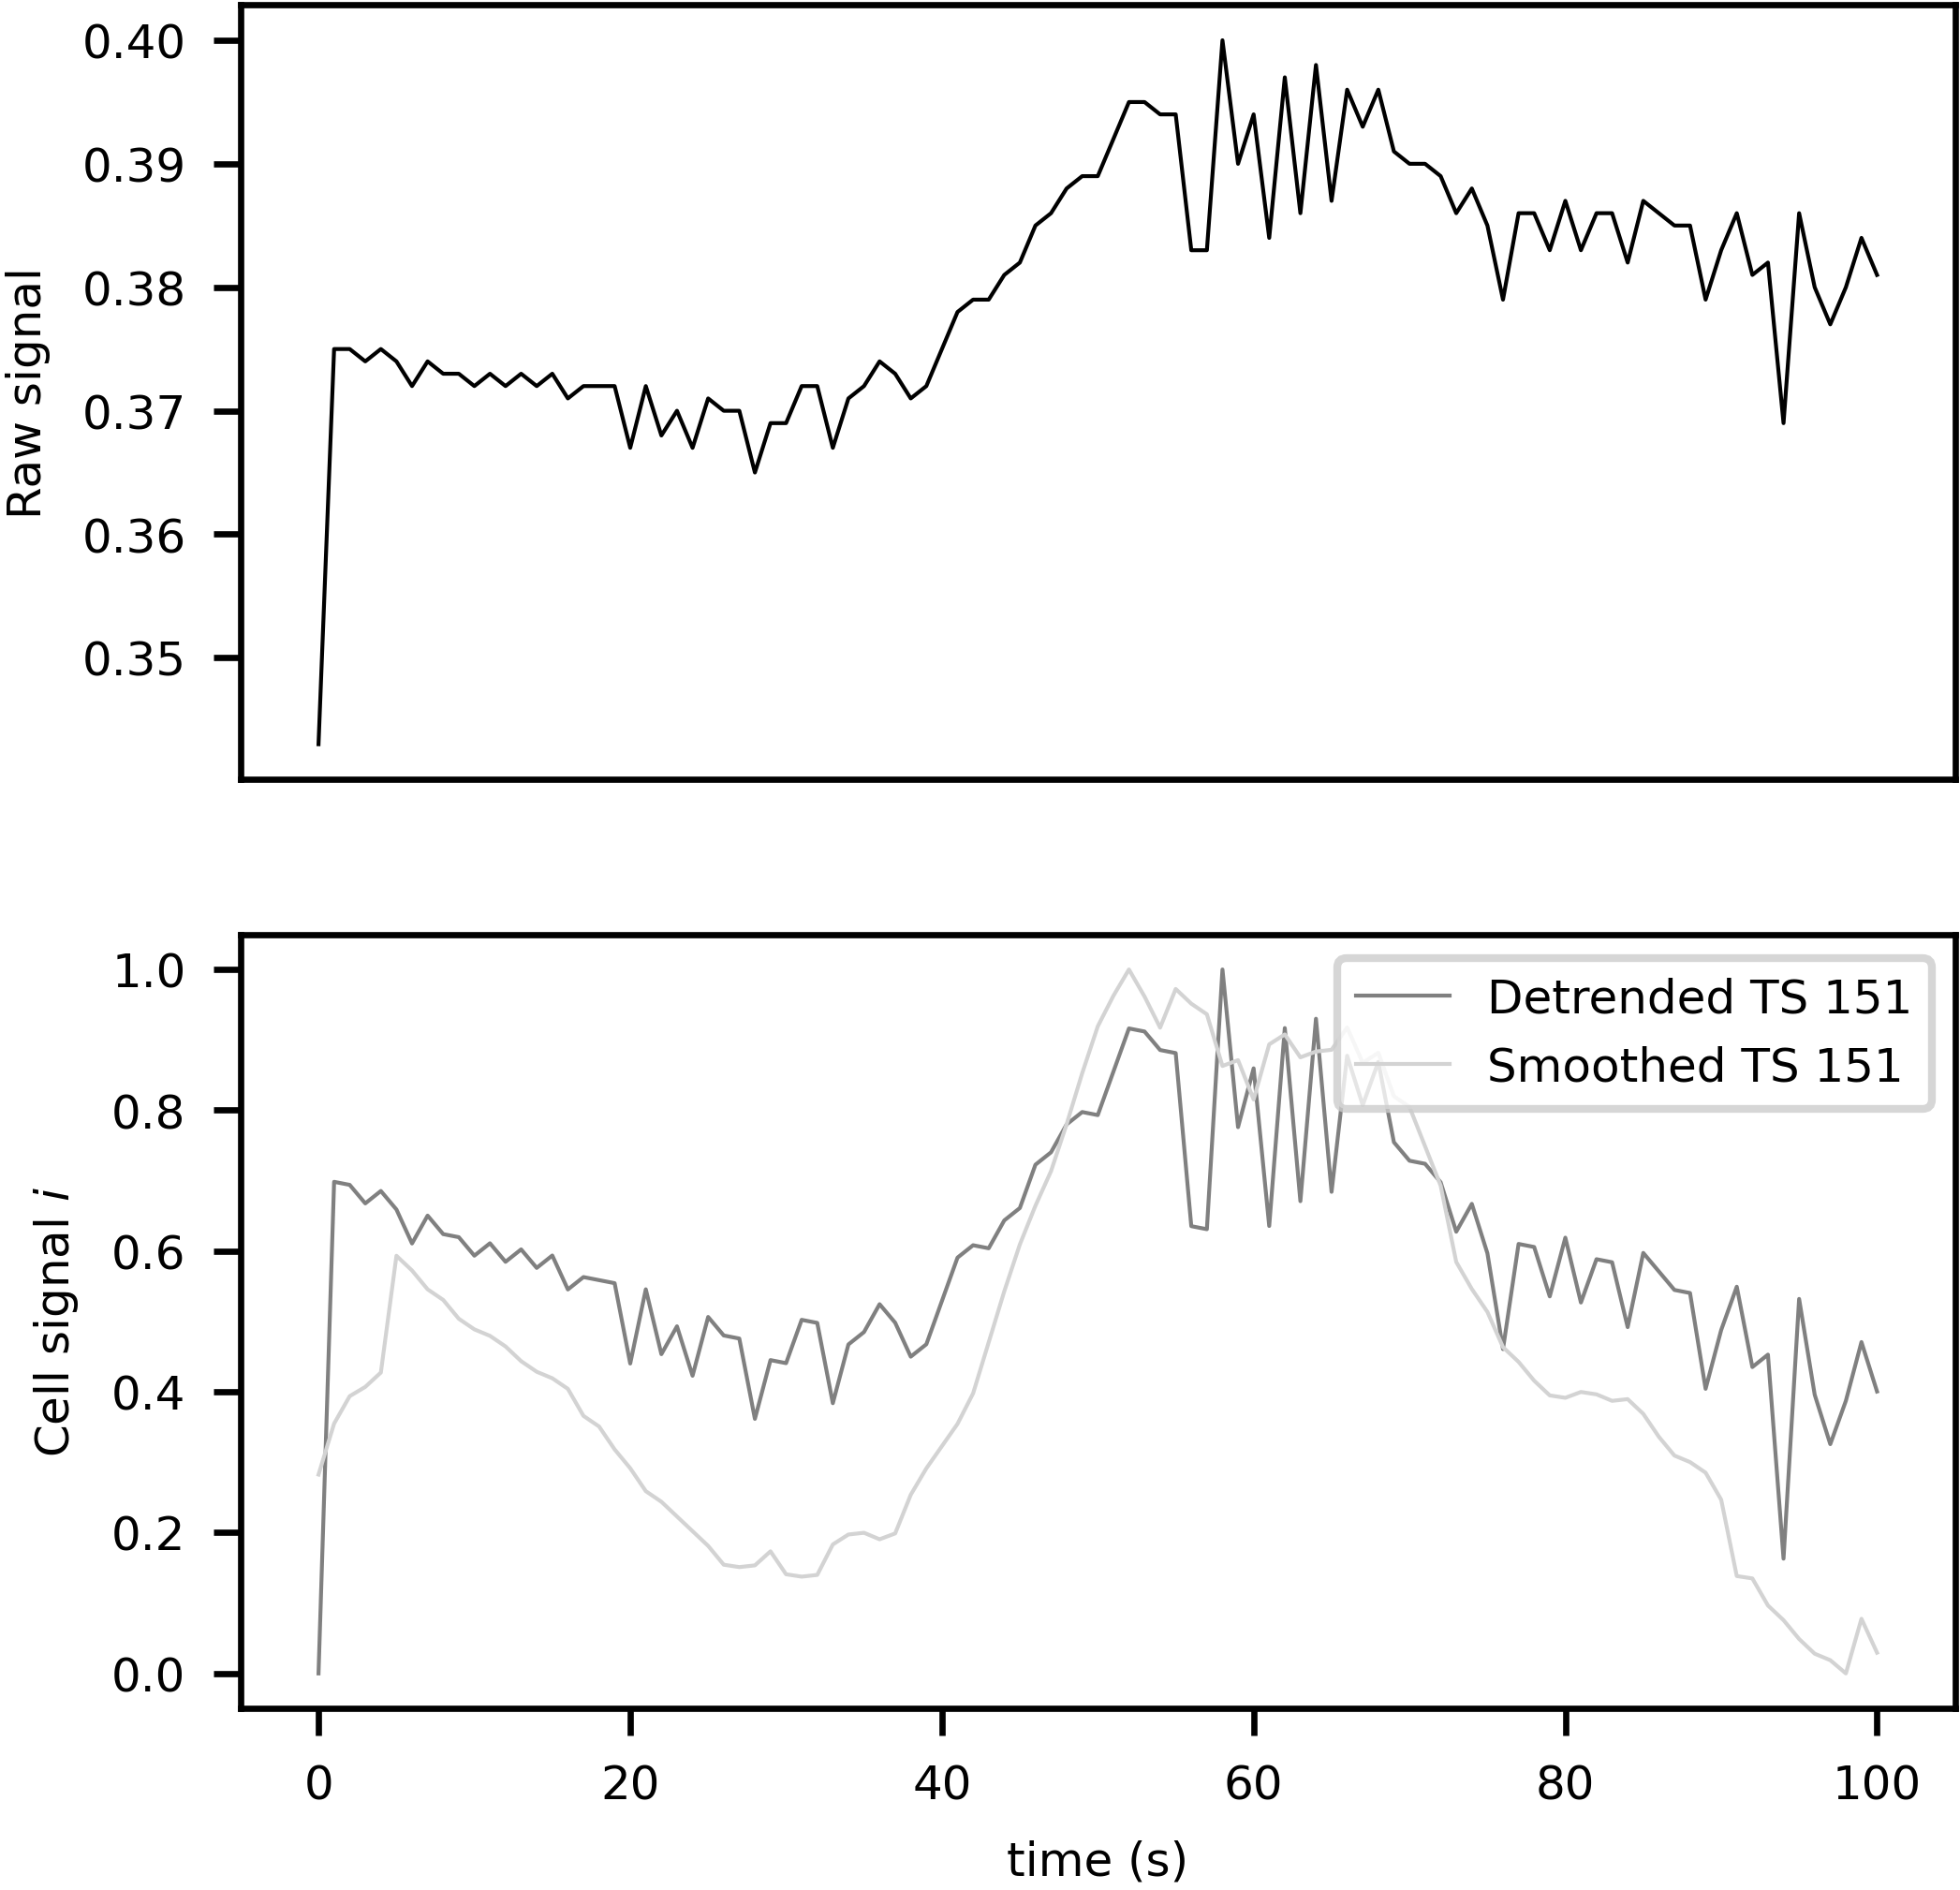 0.40
0.39
0.38
0.37
0.36
0.35
Raw signal
1.0
0.8
0.6
0.4
0.2
0.0
Cell signal i
Detrended TS 151
Smoothed TS 151
0 20 40 60 80 100
time (s)